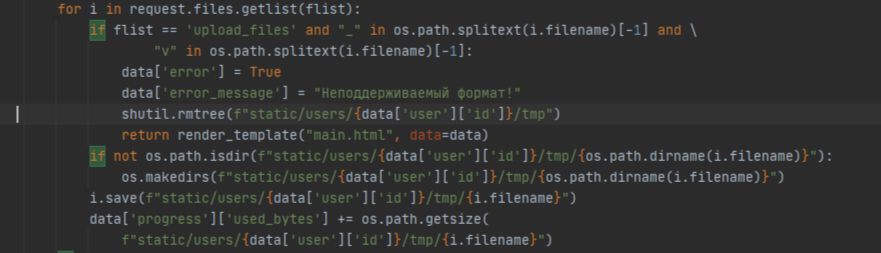 for i in request.files.getlist(flist):
if flist == 'upload_files' and "_" in os.path.splitext(i.filename)[-1] and \
"v" in os.path.splitext(i.filename)[-1]:
data['error'] = True
data['error_message'] = "Неподдерживаемый формат!"
shutil.rmtree(f"static/users/{data['user']['id']}/tmp")
return render_template("main.html", data=data)
if not os.path.isdir(f"static/users/{data['user']['id']}/tmp/{os.path.dirname(i.filename)}"):
os.makedirs(f"static/users/{data['user']['id']}/tmp/{os.path.dirname(i.filename)}")
i.save(f"static/users/{data['user']['id']}/tmp/{i.filename}")
data['progress']['used_bytes'] += os.path.getsize(
f"static/users/{data['user']['id']}/tmp/{i.filename}")